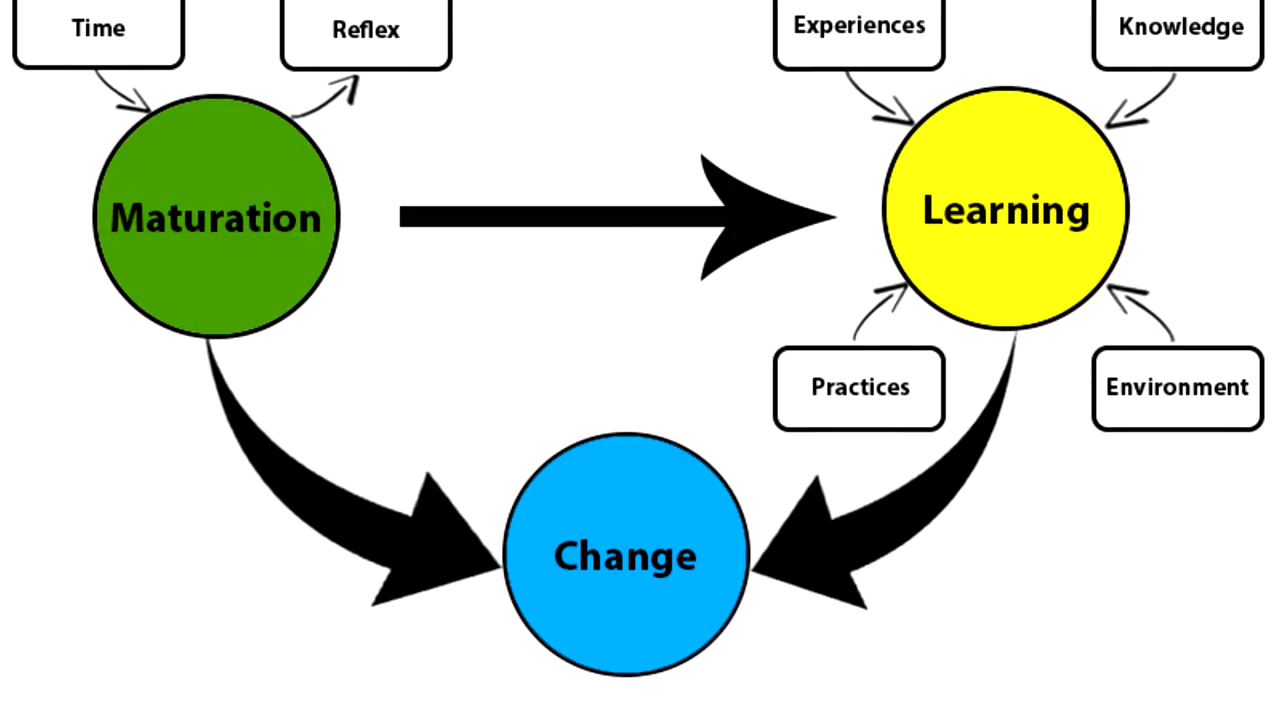 Time
Reflex
Experiences
Knowledge
Maturation
Learning
Practices
Environment
Change